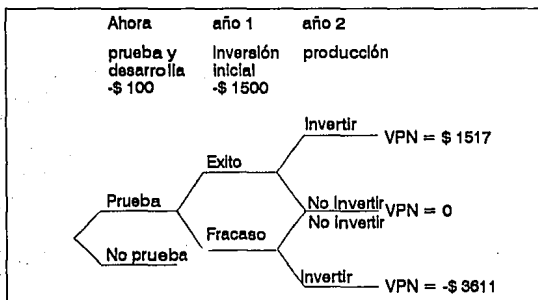 Ahora año 1 año 2
prueba y Inversión producción
desarrolla Inicial
-$ 100 -$ 1500
Invertir
VPN = $ 1517
Exito
Prueba
No Invertir VPN = 0
No Invertir
Fracaso
No prueba
Invertir
VPN = -$ 3611